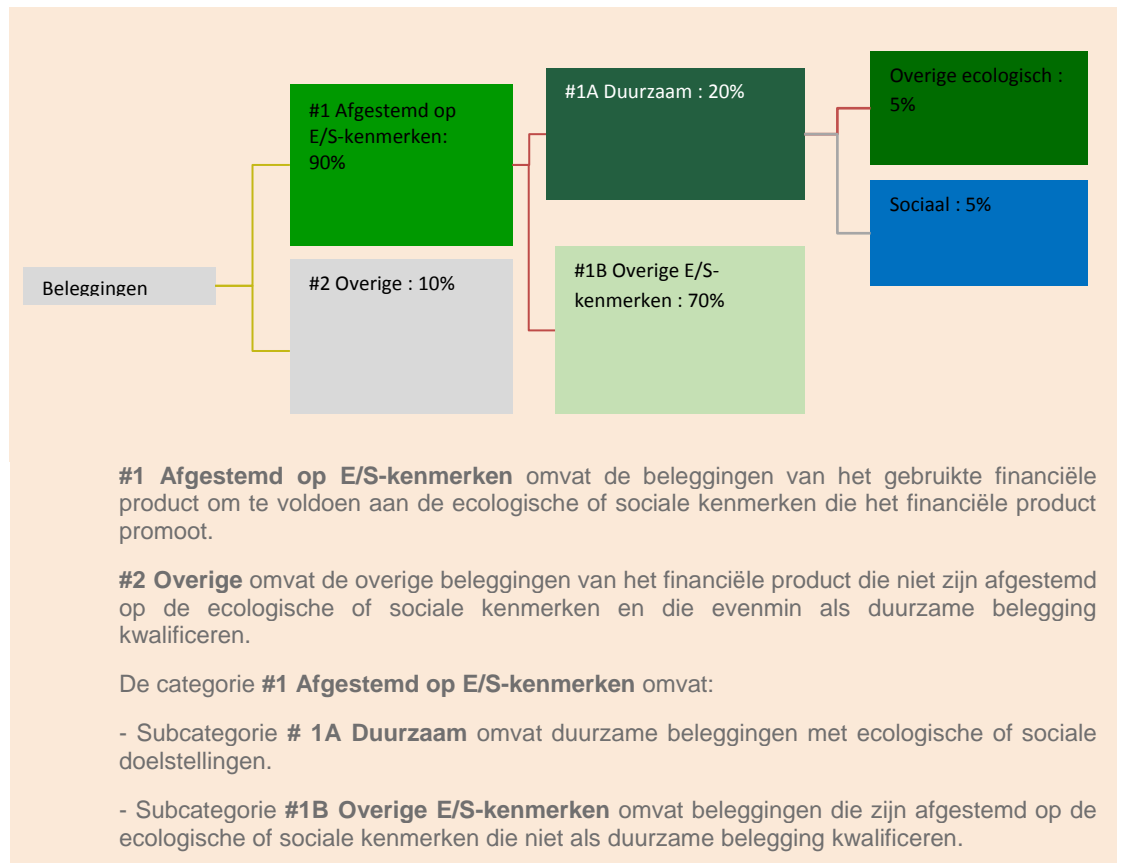 #1 Afgestemd op
E/S-kenmerken:
90%
#1A Duurzaam : 20%
Overige ecologisch :
5%
Sociaal : 5%
Beleggingen
#2 Overige : 10%
#1B Overige E/S-
kenmerken : 70%
#1 Afgestemd op E/S-kenmerken omvat de beleggingen van het gebruikte financiële
product om te voldoen aan de ecologische of sociale kenmerken die het financiële product
promoot.
#2 Overige omvat de overige beleggingen van het financiële product die niet zijn afgestemd
op de ecologische of sociale kenmerken en die evenmin als duurzame belegging
kwalificeren.
De categorie #1 Afgestemd op E/S-kenmerken omvat:
- Subcategorie # 1A Duurzaam omvat duurzame beleggingen met ecologische of sociale
doelstellingen.
- Subcategorie #1B Overige E/S-kenmerken omvat beleggingen die zijn afgestemd op de
ecologische of sociale kenmerken die niet als duurzame belegging kwalificeren.